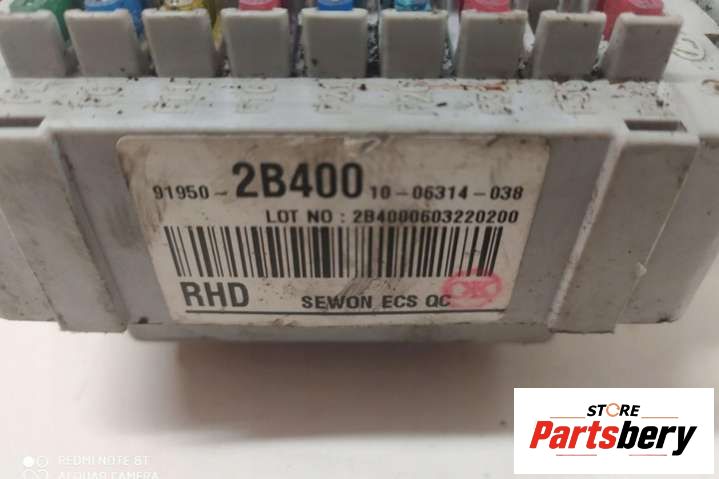 91950-2B400 10-06314-038
LOT NO : 2B4000603220200
RHD SEWON ECS QC OK
STORE
Partsbery
REDMI NOTE 8T
AI QUAD CAMERA